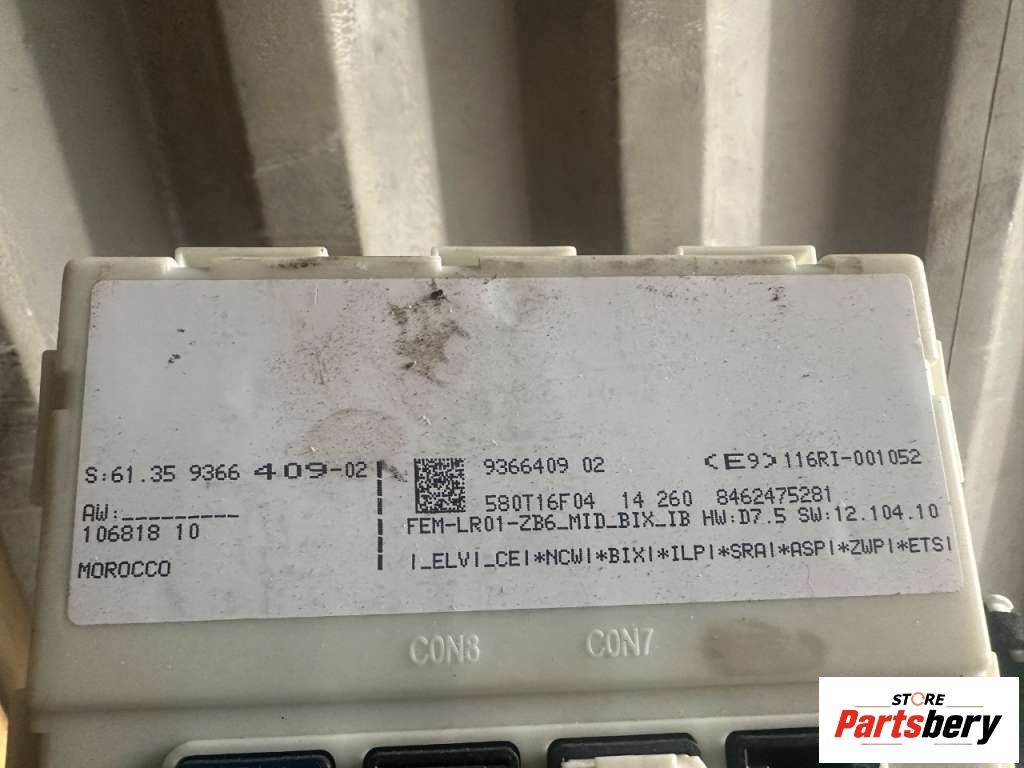 S:61.35 9366 409-02
AW:_________
106818 10
MOROCCO
9366409 02
<E9>116RI-001052
580T16F04 14 260 8462475281
FEM-LR01-ZB6_MID_BIX_IB HW:D7.5 SW:12.104.10
|_ELV|_CE|*NCW|*BIX|*ILP|*SRA|*ASP|*ZWP|*ETS|
CON8 CON7
STORE
Partsbery